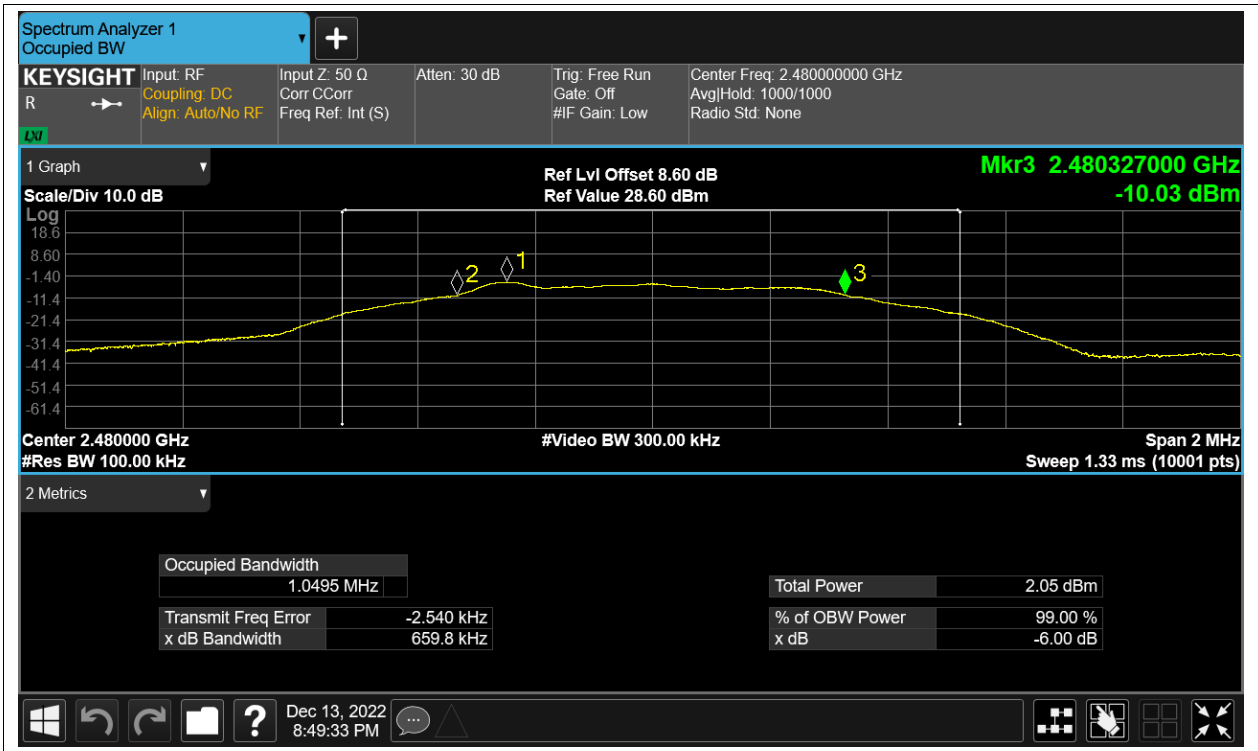 Spectrum Analyzer 1
Occupied BW
+
KEYSIGHT
R
LXI
Input: RF
Coupling: DC
Align: Auto/No RF
Input Z: 50 Ω
Corr CCorr
Freq Ref: Int (S)
Atten: 30 dB
Trig: Free Run
Gate: Off
#IF Gain: Low
Center Freq: 2.480000000 GHz
Avg|Hold: 1000/1000
Radio Std: None
1 Graph
Scale/Div 10.0 dB
Ref Lvl Offset 8.60 dB
Ref Value 28.60 dBm
Mkr3 2.480327000 GHz
-10.03 dBm
Log
18.6
8.60
-1.40
-11.4
-21.4
-31.4
-41.4
-51.4
-61.4
2
1
3
Center 2.480000 GHz
#Res BW 100.00 kHz
#Video BW 300.00 kHz
Span 2 MHz
Sweep 1.33 ms (10001 pts)
2 Metrics
Occupied Bandwidth
1.0495 MHz
Transmit Freq Error -2.540 kHz
x dB Bandwidth 659.8 kHz
Total Power 2.05 dBm
% of OBW Power 99.00 %
x dB -6.00 dB
?
Dec 13, 2022
8:49:33 PM